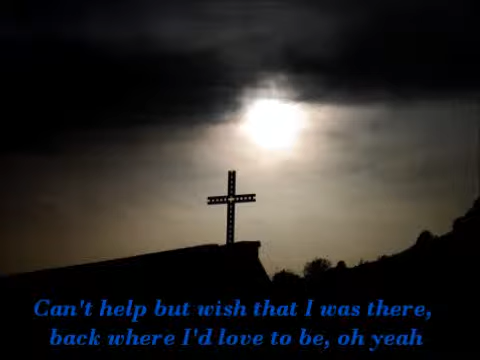 Can't help but wish that I was there,
back where I'd love to be, oh yeah